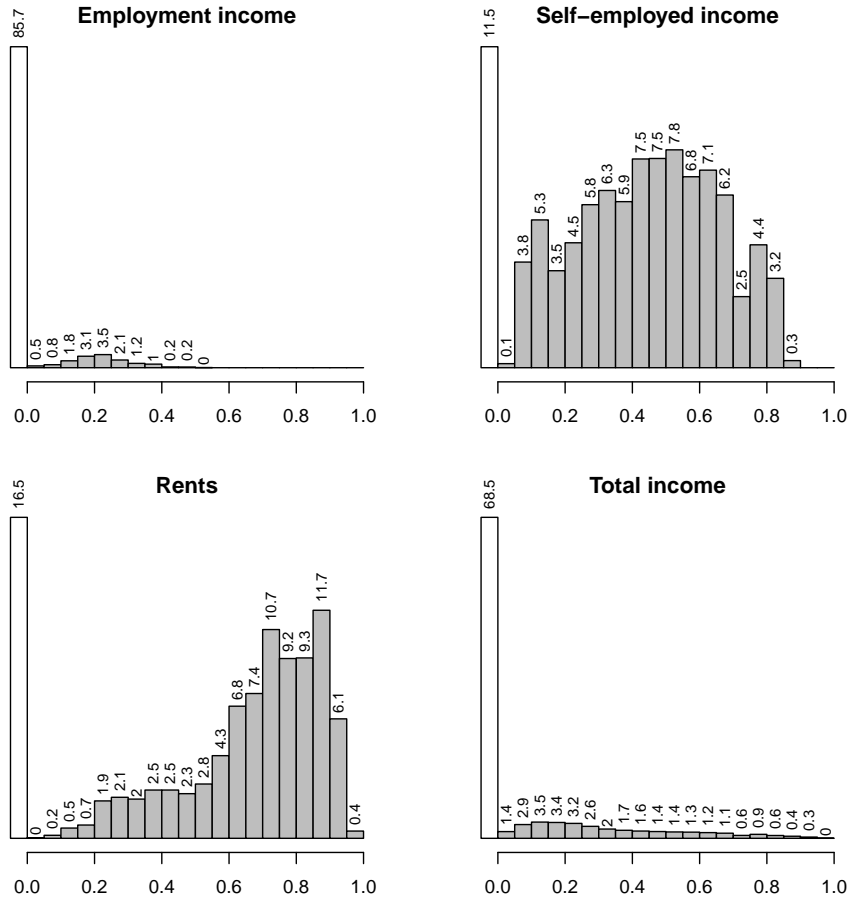 Employment income
85.7
0.5 0.8 1.8 3.1 3.5 2.1 1.2 1 0.2 0.2 0
0.0 0.2 0.4 0.6 0.8 1.0
Self−employed income
11.5
0.1 3.8 5.3 3.5 4.5 5.8 6.3 5.9 7.5 7.5 7.8 6.8 7.1 6.2 2.5 4.4 3.2 0.3
0.0 0.2 0.4 0.6 0.8 1.0
Rents
16.5
0 0.2 0.5 0.7 1.9 2.1 2 2.5 2.5 2.3 2.8 4.3 6.8 7.4 10.7 9.2 9.3 11.7 6.1 0.4
0.0 0.2 0.4 0.6 0.8 1.0
Total income
68.5
1.4 2.9 3.5 3.4 3.2 2.6 2 1.7 1.6 1.4 1.4 1.3 1.2 1.1 0.6 0.9 0.6 0.4 0.3 0
0.0 0.2 0.4 0.6 0.8 1.0